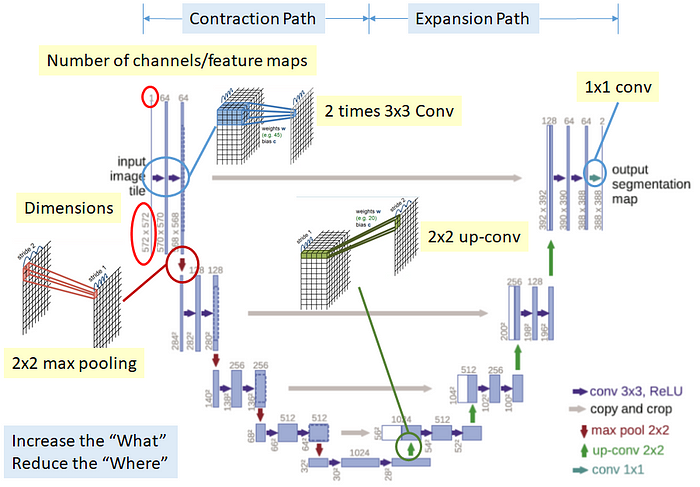 Contraction Path
Expansion Path
Number of channels/feature maps
1 64 64
2 times 3x3 Conv
weights w
(e.g. 45)
bias c
1x1 conv
128 64 64 2
input
image
tile
output
segmentation
map
Dimensions
572 x 572
570 x 570
568 x 568
392 x 392
390 x 390
388 x 388
388 x 388
stride 2
stride 1
weights w
(e.g. 20)
bias c
stride 1
2x2 up-conv
2x2 max pooling
128 128
284²
282²
280²
256 128
200²
198²
196²
256 256
140²
138²
136²
512 256
104²
102²
100²
512 512
68²
66²
64²
1024 512
56²
54²
52²
1024
32²
30²
28²
conv 3x3, ReLU
copy and crop
max pool 2x2
up-conv 2x2
conv 1x1
Increase the “What”
Reduce the “Where”